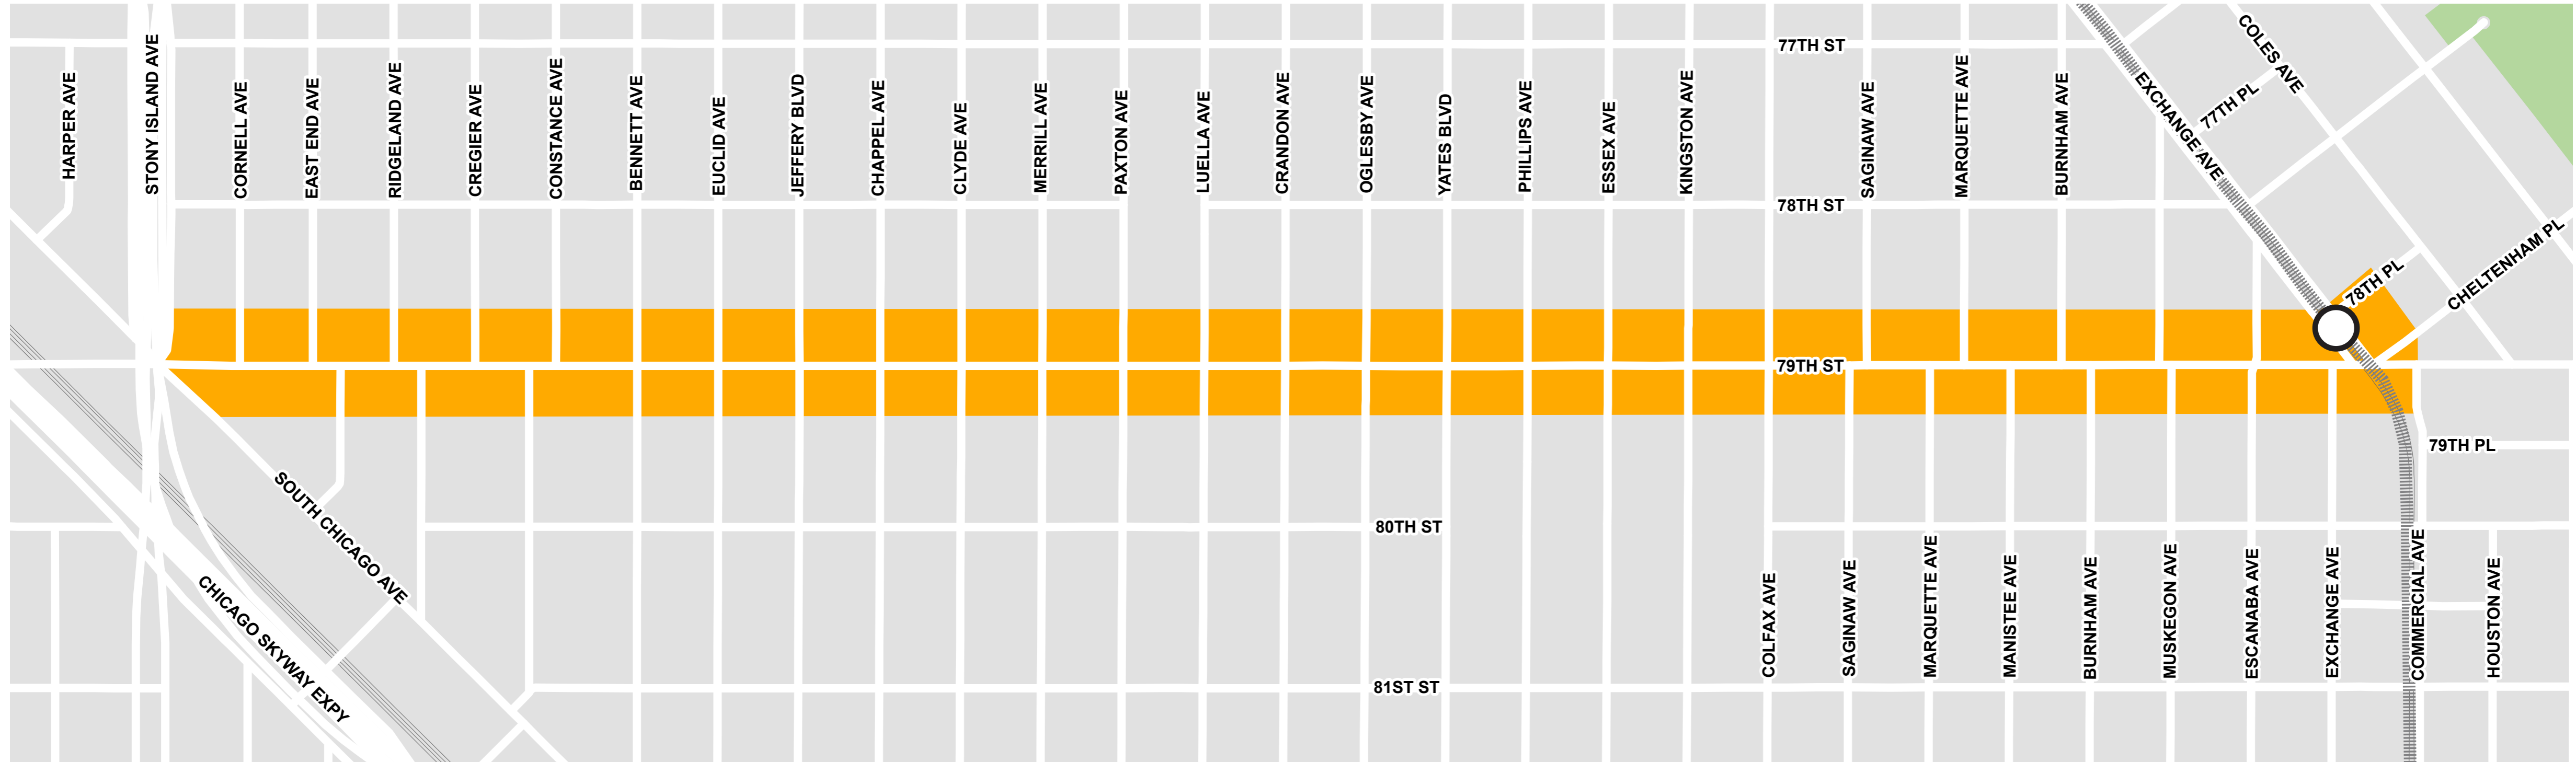 77TH ST
HARPER AVE
STONY ISLAND AVE
CORNELL AVE
EAST END AVE
RIDGELAND AVE
CREGIER AVE
CONSTANCE AVE
BENNETT AVE
EUCLID AVE
JEFFERY BLVD
CHAPPEL AVE
CLYDE AVE
MERRILL AVE
PAXTON AVE
LUELLA AVE
CRANDON AVE
OGLESBY AVE
YATES BLVD
PHILLIPS AVE
ESSEX AVE
KINGSTON AVE
SAGINAW AVE
MARQUETTE AVE
BURNHAM AVE
EXCHANGE AVE
77TH PL
COLES AVE
78TH ST
78TH PL
CHELTENHAM PL
79TH ST
79TH PL
SOUTH CHICAGO AVE
80TH ST
CHICAGO SKYWAY EXPY
COLFAX AVE
SAGINAW AVE
MARQUETTE AVE
MANISTEE AVE
BURNHAM AVE
MUSKEGON AVE
ESCANABA AVE
EXCHANGE AVE
COMMERCIAL AVE
HOUSTON AVE
81ST ST